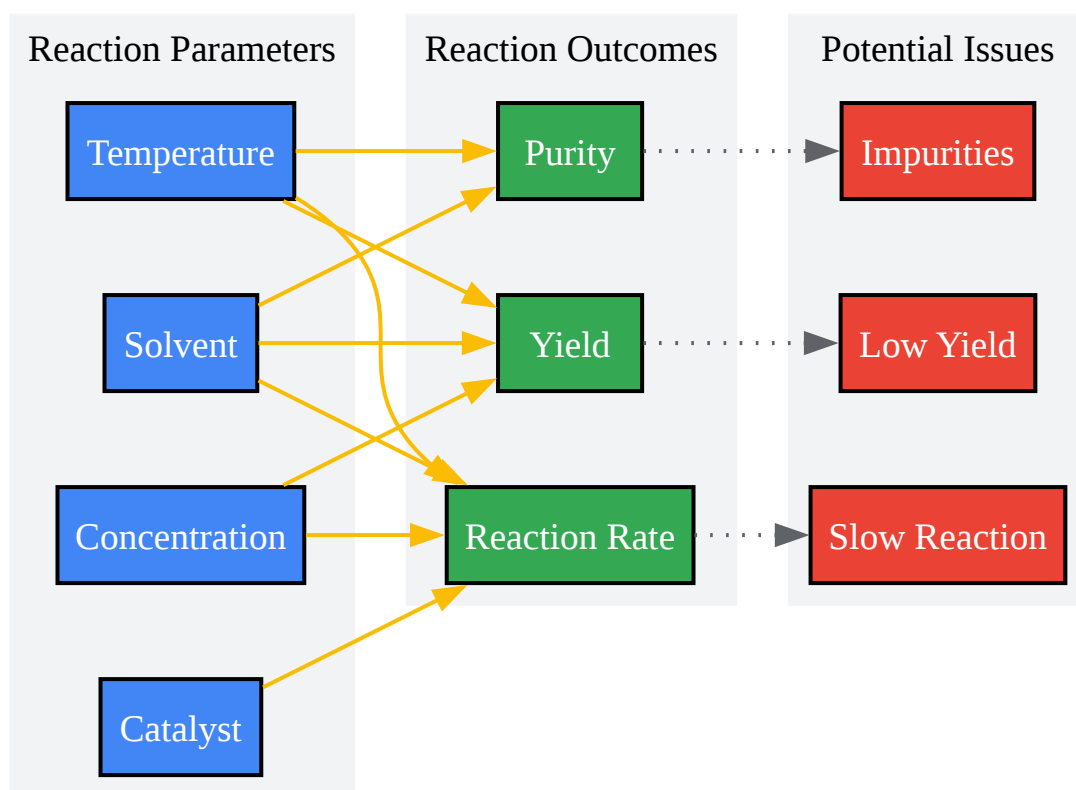 Reaction Parameters
Temperature
Solvent
Concentration
Catalyst
Reaction Outcomes
Purity
Yield
Reaction Rate
Potential Issues
Impurities
Low Yield
Slow Reaction